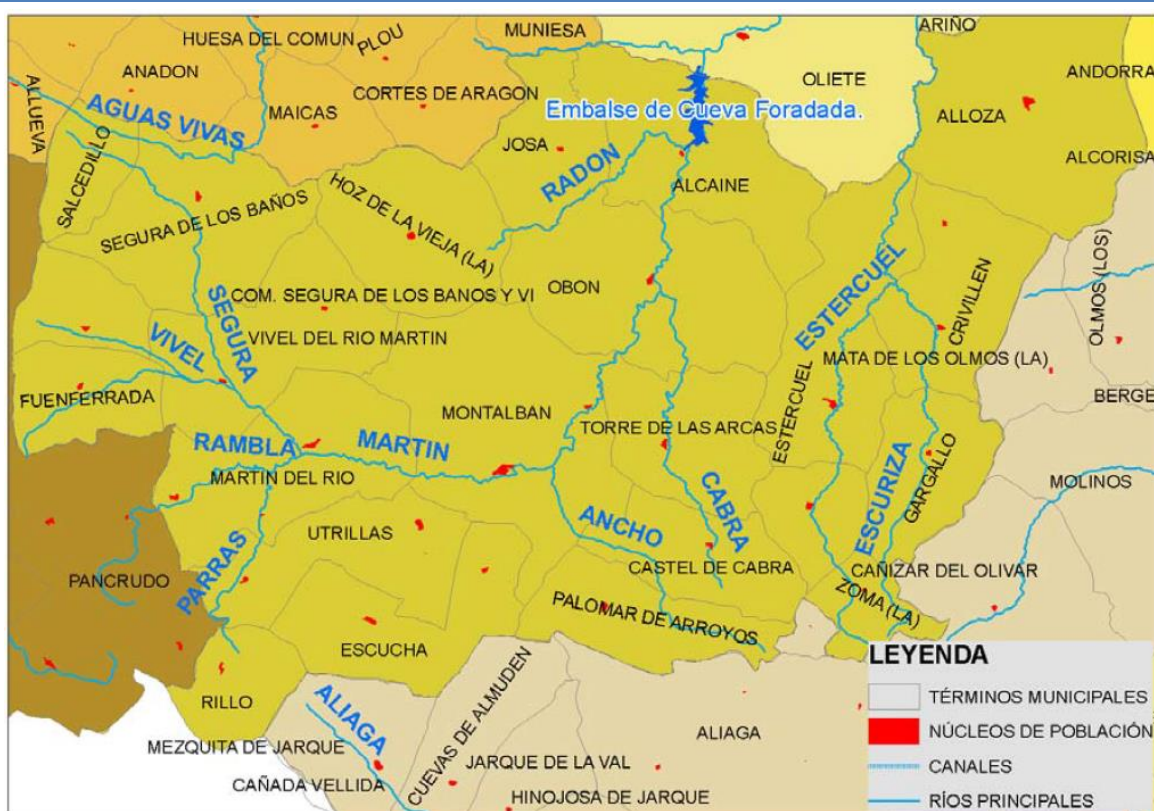 ARIÑO
MUNIESA
HUESA DEL COMUN
PLOU
ANADON
ALLUEVA
OLIETE
ANDORRA
CORTES DE ARAGON
MAICAS
AGUAS VIVAS
Embalse de Cueva Foradada.
ALLOZA
JOSA
RADON
ALCORISA
SALCEDILLO
ALCAINE
SEGURA DE LOS BAÑOS
HOZ DE LA VIEJA (LA)
OLMOS (LOS)
SEGURA
COM. SEGURA DE LOS BANOS Y VI
OBON
ESTERCUEL
CRIVILLEN
VIVEL
VIVEL DEL RIO MARTIN
MATA DE LOS OLMOS (LA)
FUENFERRADA
ESTERCUEL
BERGE
MONTALBAN
TORRE DE LAS ARCAS
RAMBLA
MARTIN
MARTIN DEL RIO
ESCURIZA
GARGALLO
MOLINOS
CABRA
ANCHO
UTRILLAS
PARRAS
PANCRUDO
CASTEL DE CABRA
CAÑIZAR DEL OLIVAR
ZOMA (LA)
PALOMAR DE ARROYOS
ESCUCHA
RILLO
ALIAGA
CUEVAS DE ALMUDEN
ALIAGA
MEZQUITA DE JARQUE
JARQUE DE LA VAL
CAÑADA VELLIDA
HINOJOSA DE JARQUE
LEYENDA
TÉRMINOS MUNICIPALES
NÚCLEOS DE POBLACIÓN
CANALES
RÍOS PRINCIPALES